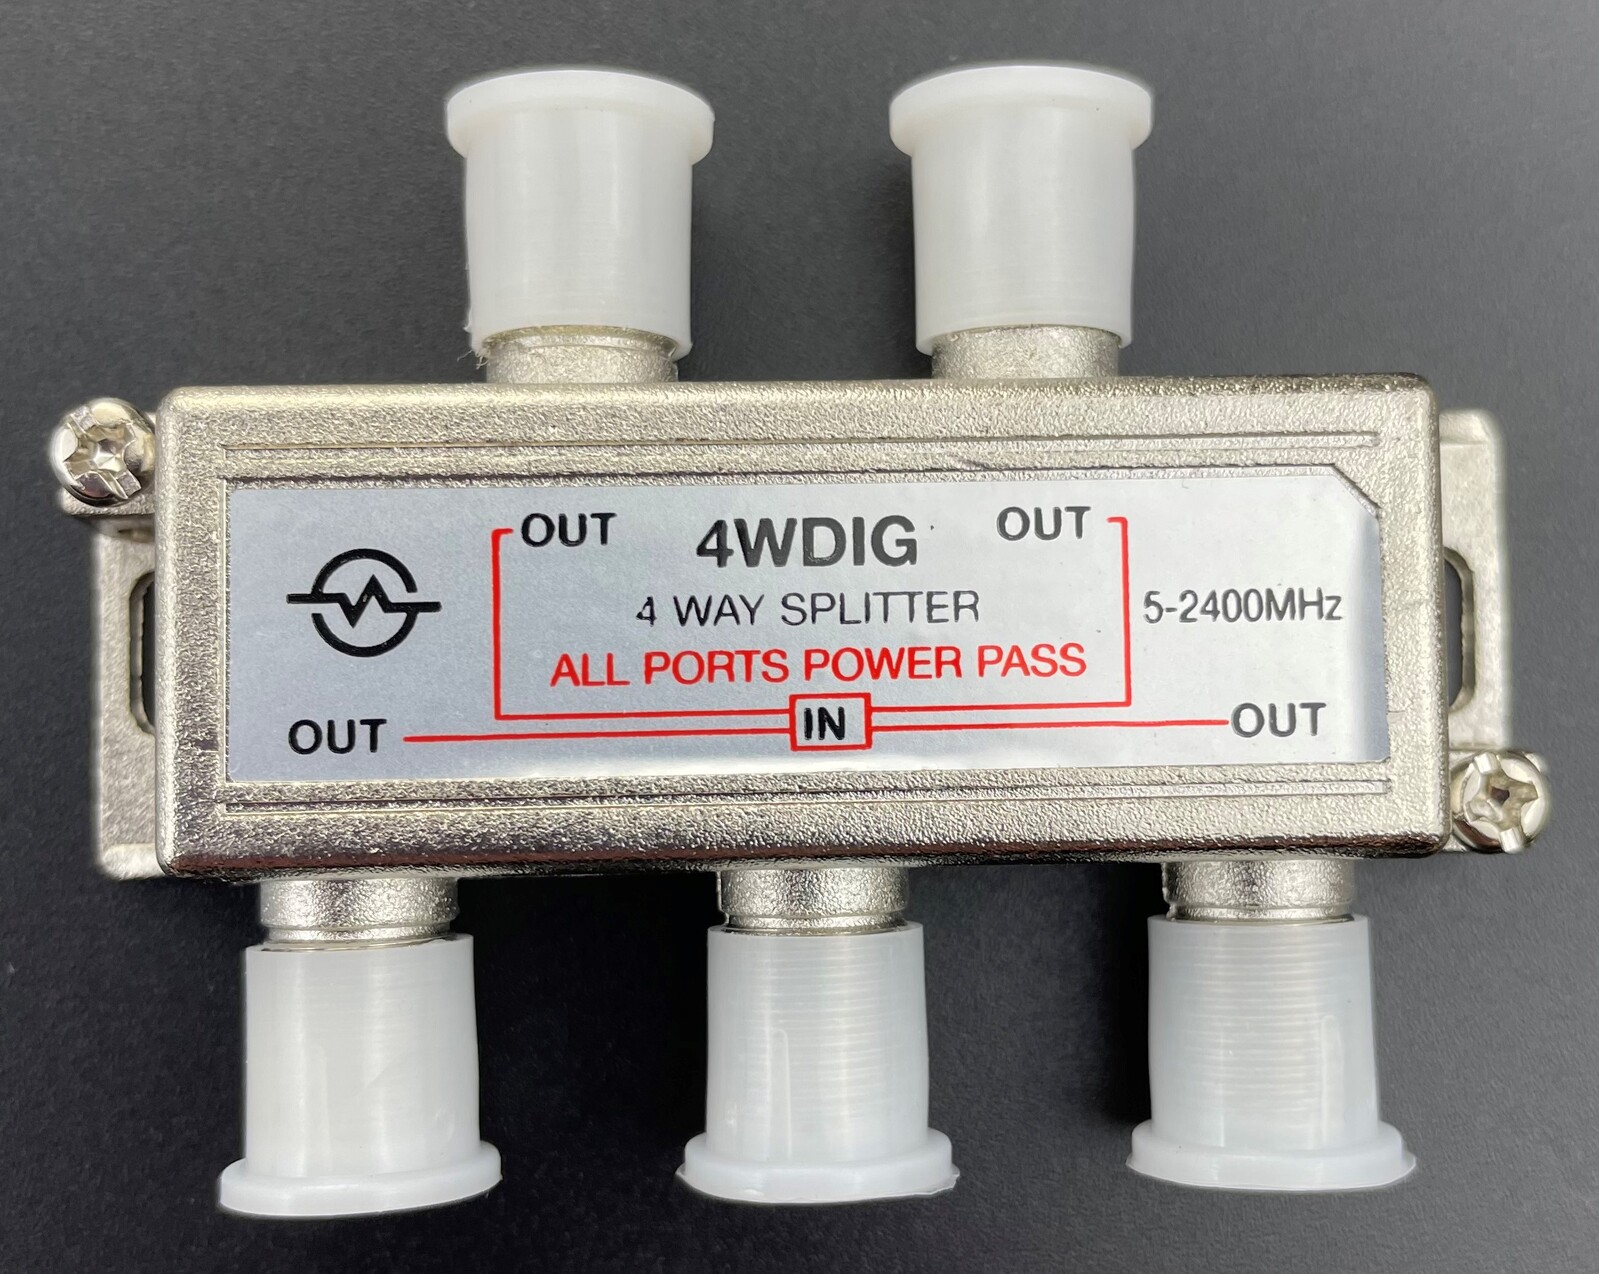 OUT 4WDIG OUT
4 WAY SPLITTER 5-2400MHz
ALL PORTS POWER PASS
OUT IN OUT